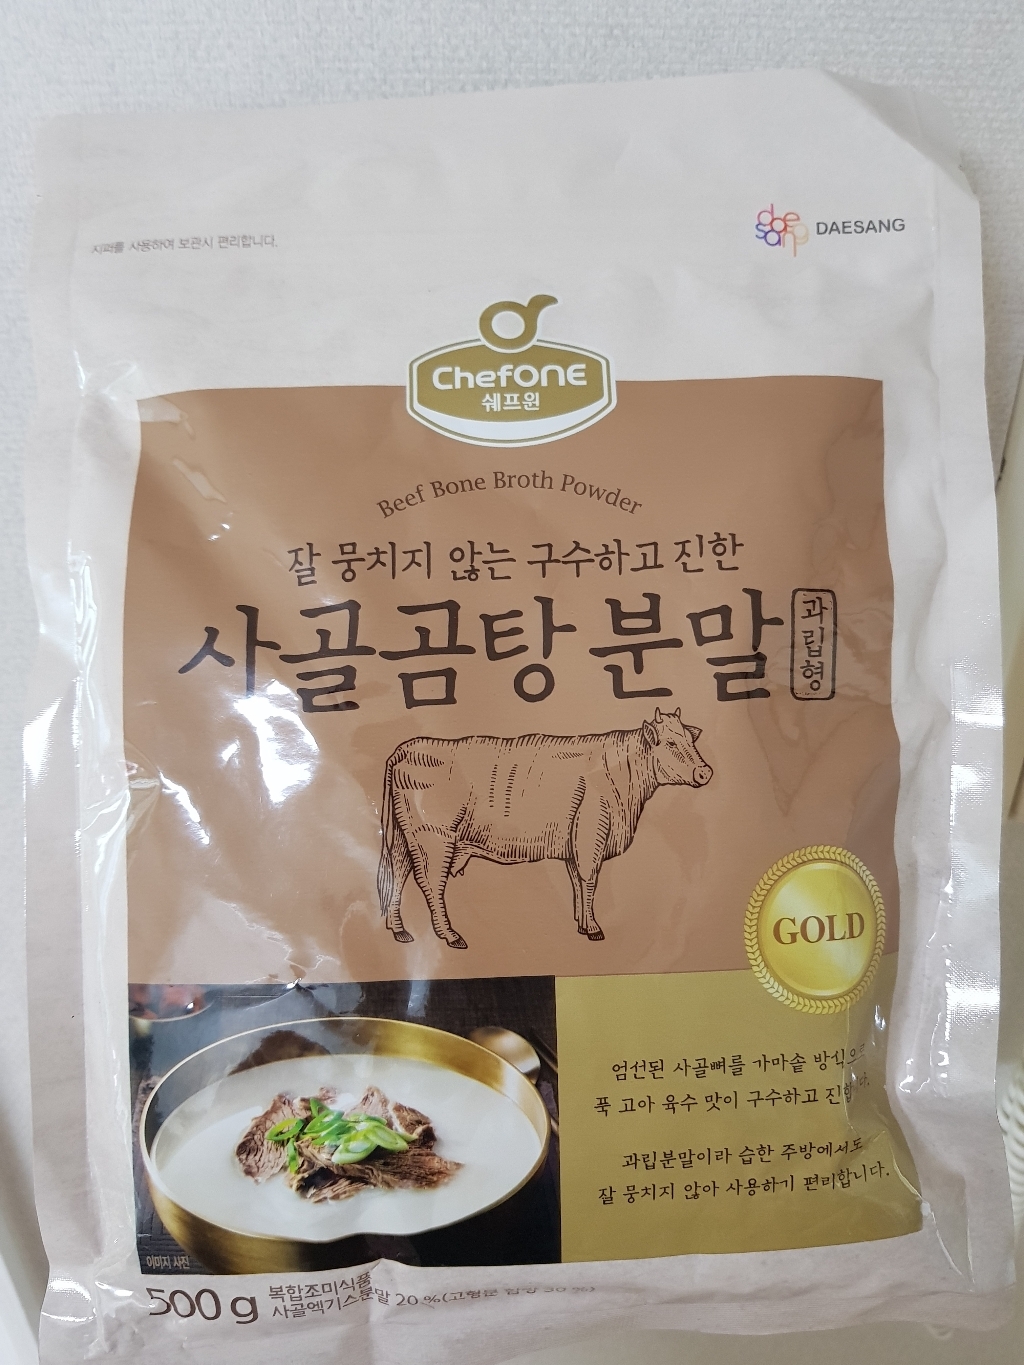 지퍼를 사용하여 보관시 편리합니다.
daesang DAESANG
ChefONE
쉐프원
Beef Bone Broth Powder
잘 뭉치지 않는 구수하고 진한
사골곰탕 분말
과립형
GOLD
엄선된 사골뼈를 가마솥 방식으로
푹 고아 육수 맛이 구수하고 진합니다.
과립분말이라 습한 주방에서도
잘 뭉치지 않아 사용하기 편리합니다.
이미지 사진
500 g
복합조미식품
사골엑기스분말 20 %(고형분